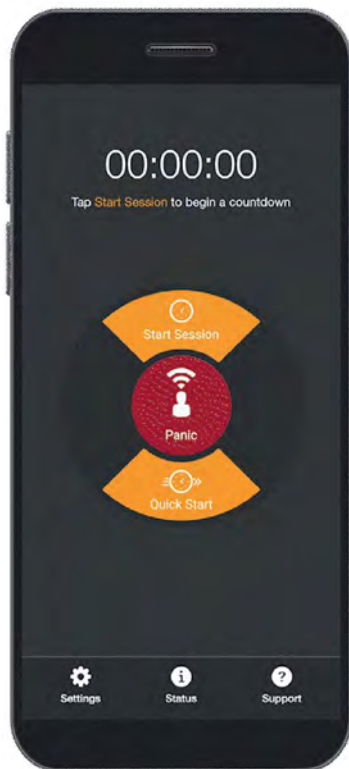 00:00:00
Tap Start Session to begin a countdown
Start Session
Panic
Quick Start
Settings
Status
Support